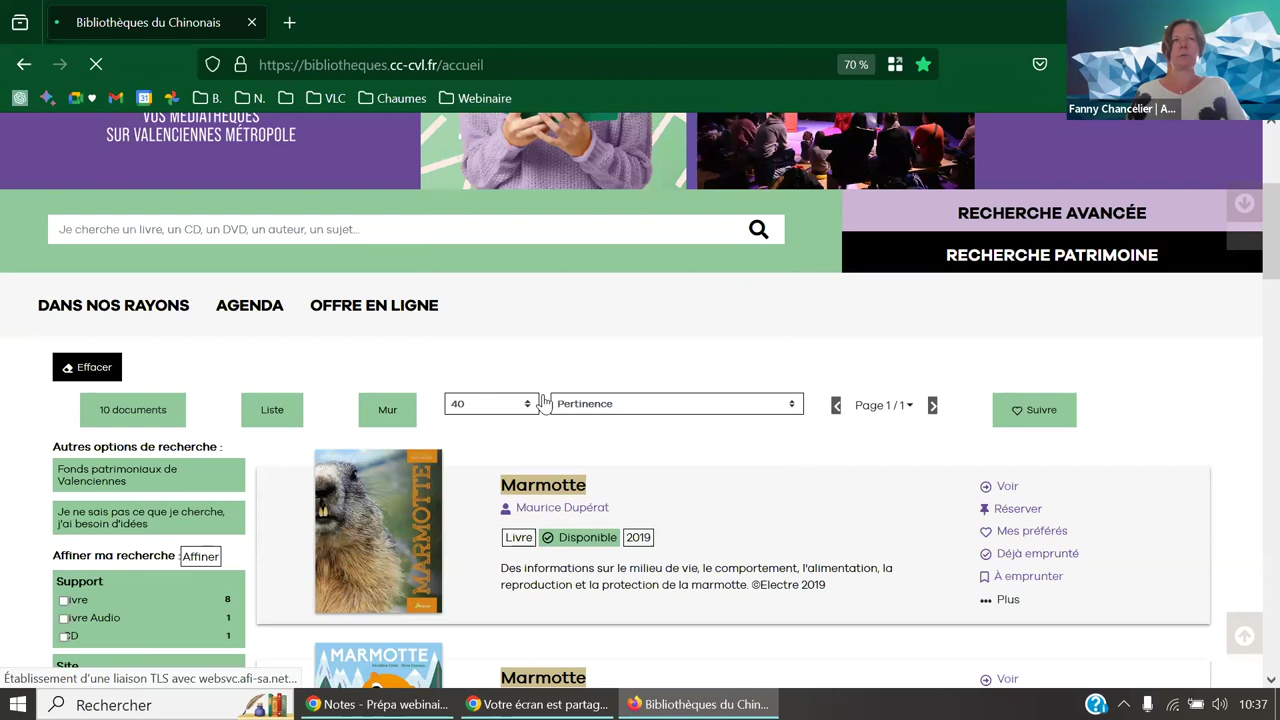 Bibliothèques du Chinonais
https://bibliotheques.cc-cvl.fr/accueil
70 %
B.
N.
VLC
Chaumes
Webinaire
Fanny Chancelier | A...
VOS MÉDIATHÈQUES
SUR VALENCIENNES MÉTROPOLE
Je cherche un livre, un CD, un DVD, un auteur, un sujet...
RECHERCHE AVANCÉE
RECHERCHE PATRIMOINE
DANS NOS RAYONS
AGENDA
OFFRE EN LIGNE
Effacer
10 documents
Liste
Mur
40
Pertinence
Page 1 / 1
Suivre
Autres options de recherche :
Fonds patrimoniaux de
Valenciennes
Je ne sais pas ce que je cherche,
j'ai besoin d'idées
Affiner ma recherche : Affiner
Support
ivre 8
ivre Audio 1
CD 1
Site
MARMOTTE
Marmotte
Maurice Dupérat
Livre
Disponible
2019
Des informations sur le milieu de vie, le comportement, l'alimentation, la
reproduction et la protection de la marmotte. ©Electre 2019
Voir
Réserver
Mes préférés
Déjà emprunté
À emprunter
Plus
MARMOTTE
Marmotte
Voir
Établissement d'une liaison TLS avec websvc.afi-sa.net...
Rechercher
Notes - Prépa webinai...
Votre écran est partag...
Bibliothèques du Chin...
10:37